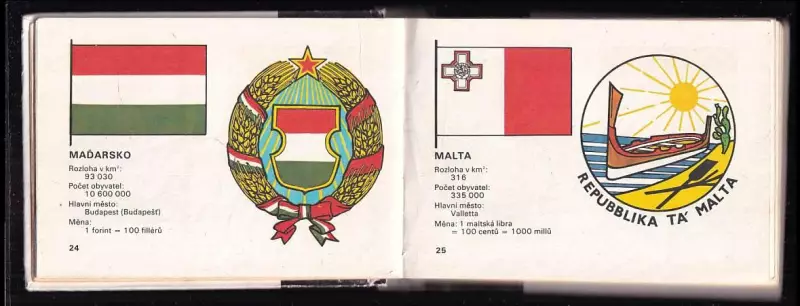 MAĎARSKO
Rozloha v km²:
93 030
Počet obyvatel:
10 600 000
Hlavní město:
Budapest (Budapešť)
Měna:
1 forint = 100 fillérů
24
MALTA
Rozloha v km²:
316
Počet obyvatel:
335 000
Hlavní město:
Valletta
Měna: 1 maltská libra
= 100 centů = 1000 millů
25
REPUBBLIKA TA' MALTA